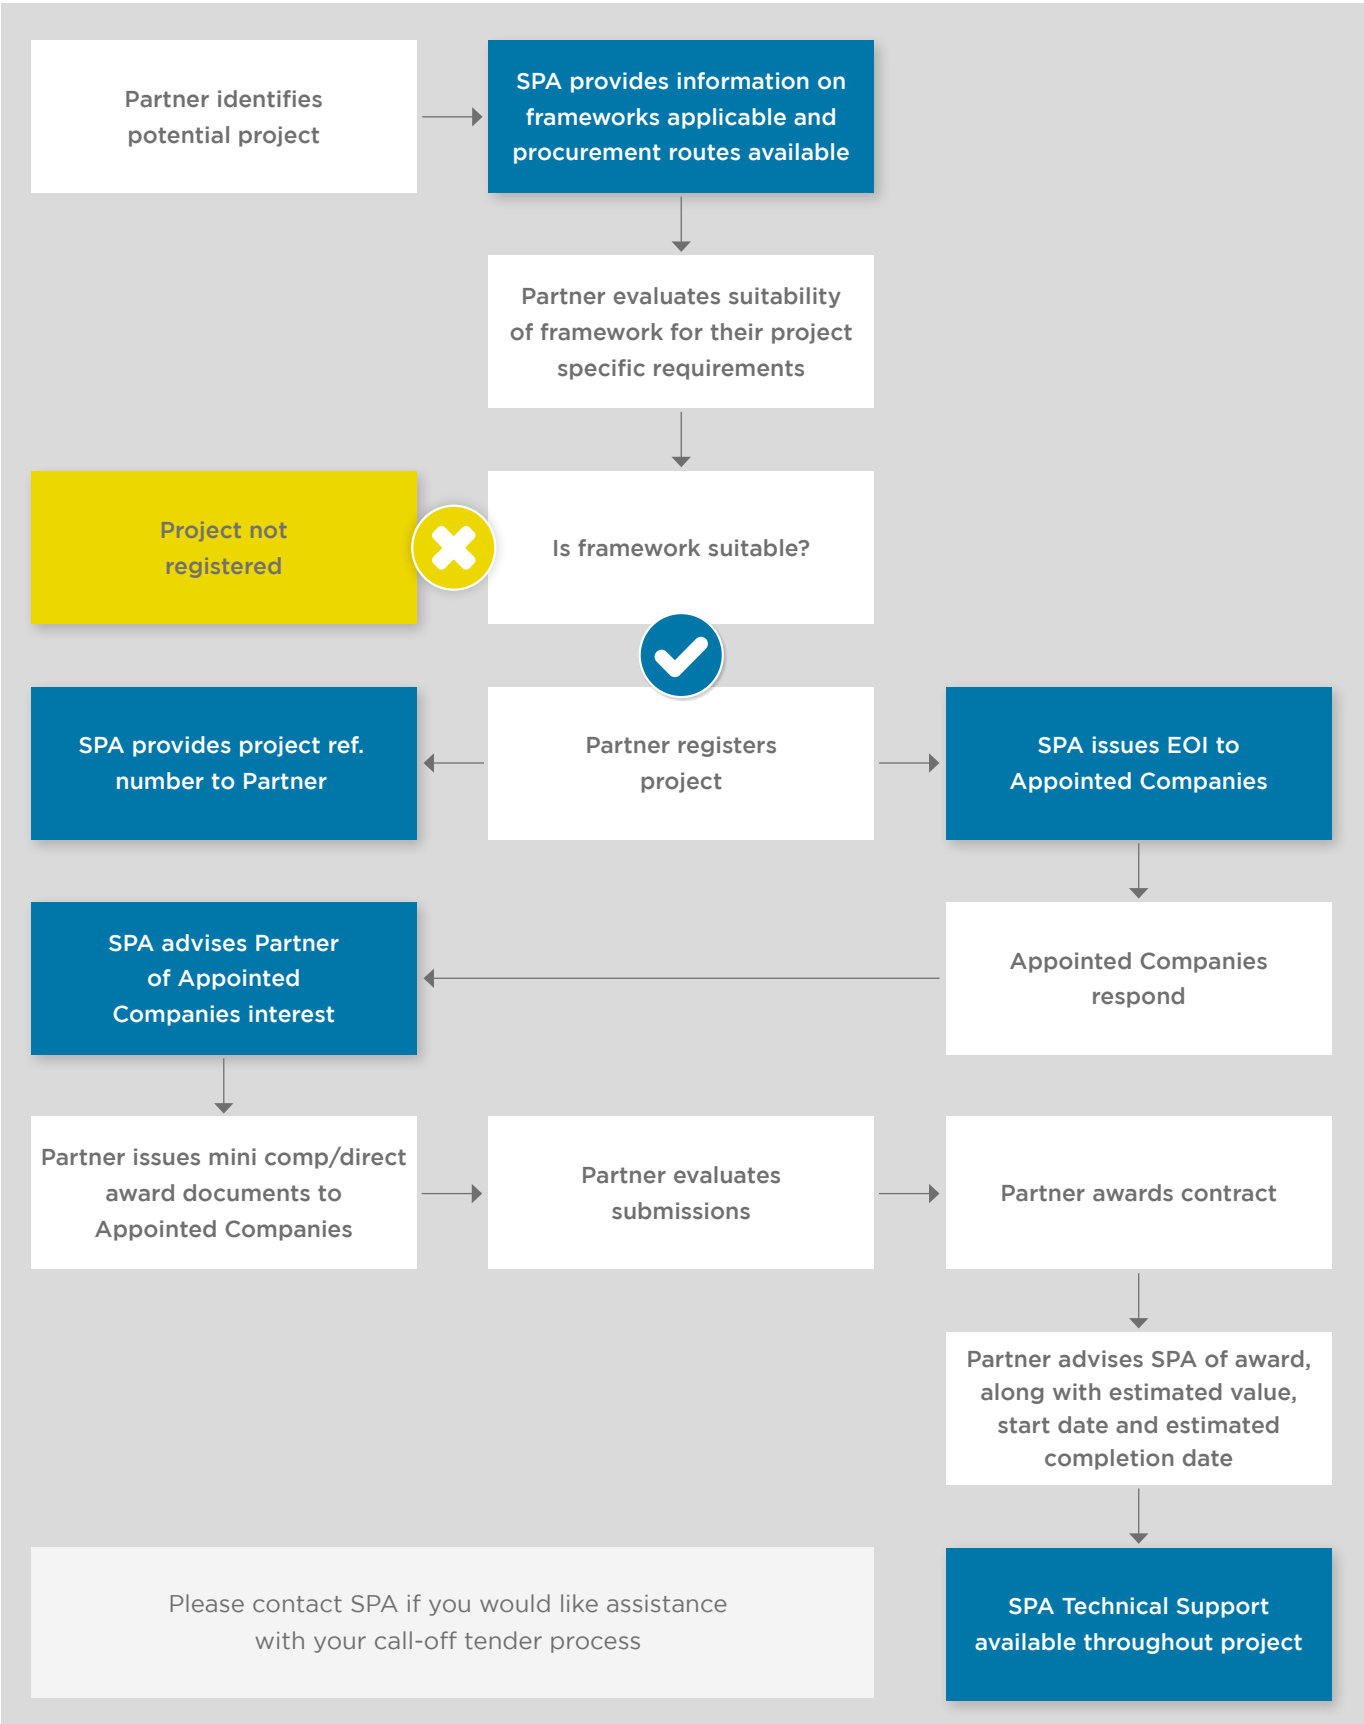 Partner identifies
potential project
SPA provides information on
frameworks applicable and
procurement routes available
Partner evaluates suitability
of framework for their project
specific requirements
Project not
registered
Is framework suitable?
SPA provides project ref.
number to Partner
Partner registers
project
SPA issues EOI to
Appointed Companies
SPA advises Partner
of Appointed
Companies interest
Appointed Companies
respond
Partner issues mini comp/direct
award documents to
Appointed Companies
Partner evaluates
submissions
Partner awards contract
Partner advises SPA of award,
along with estimated value,
start date and estimated
completion date
Please contact SPA if you would like assistance
with your call-off tender process
SPA Technical Support
available throughout project